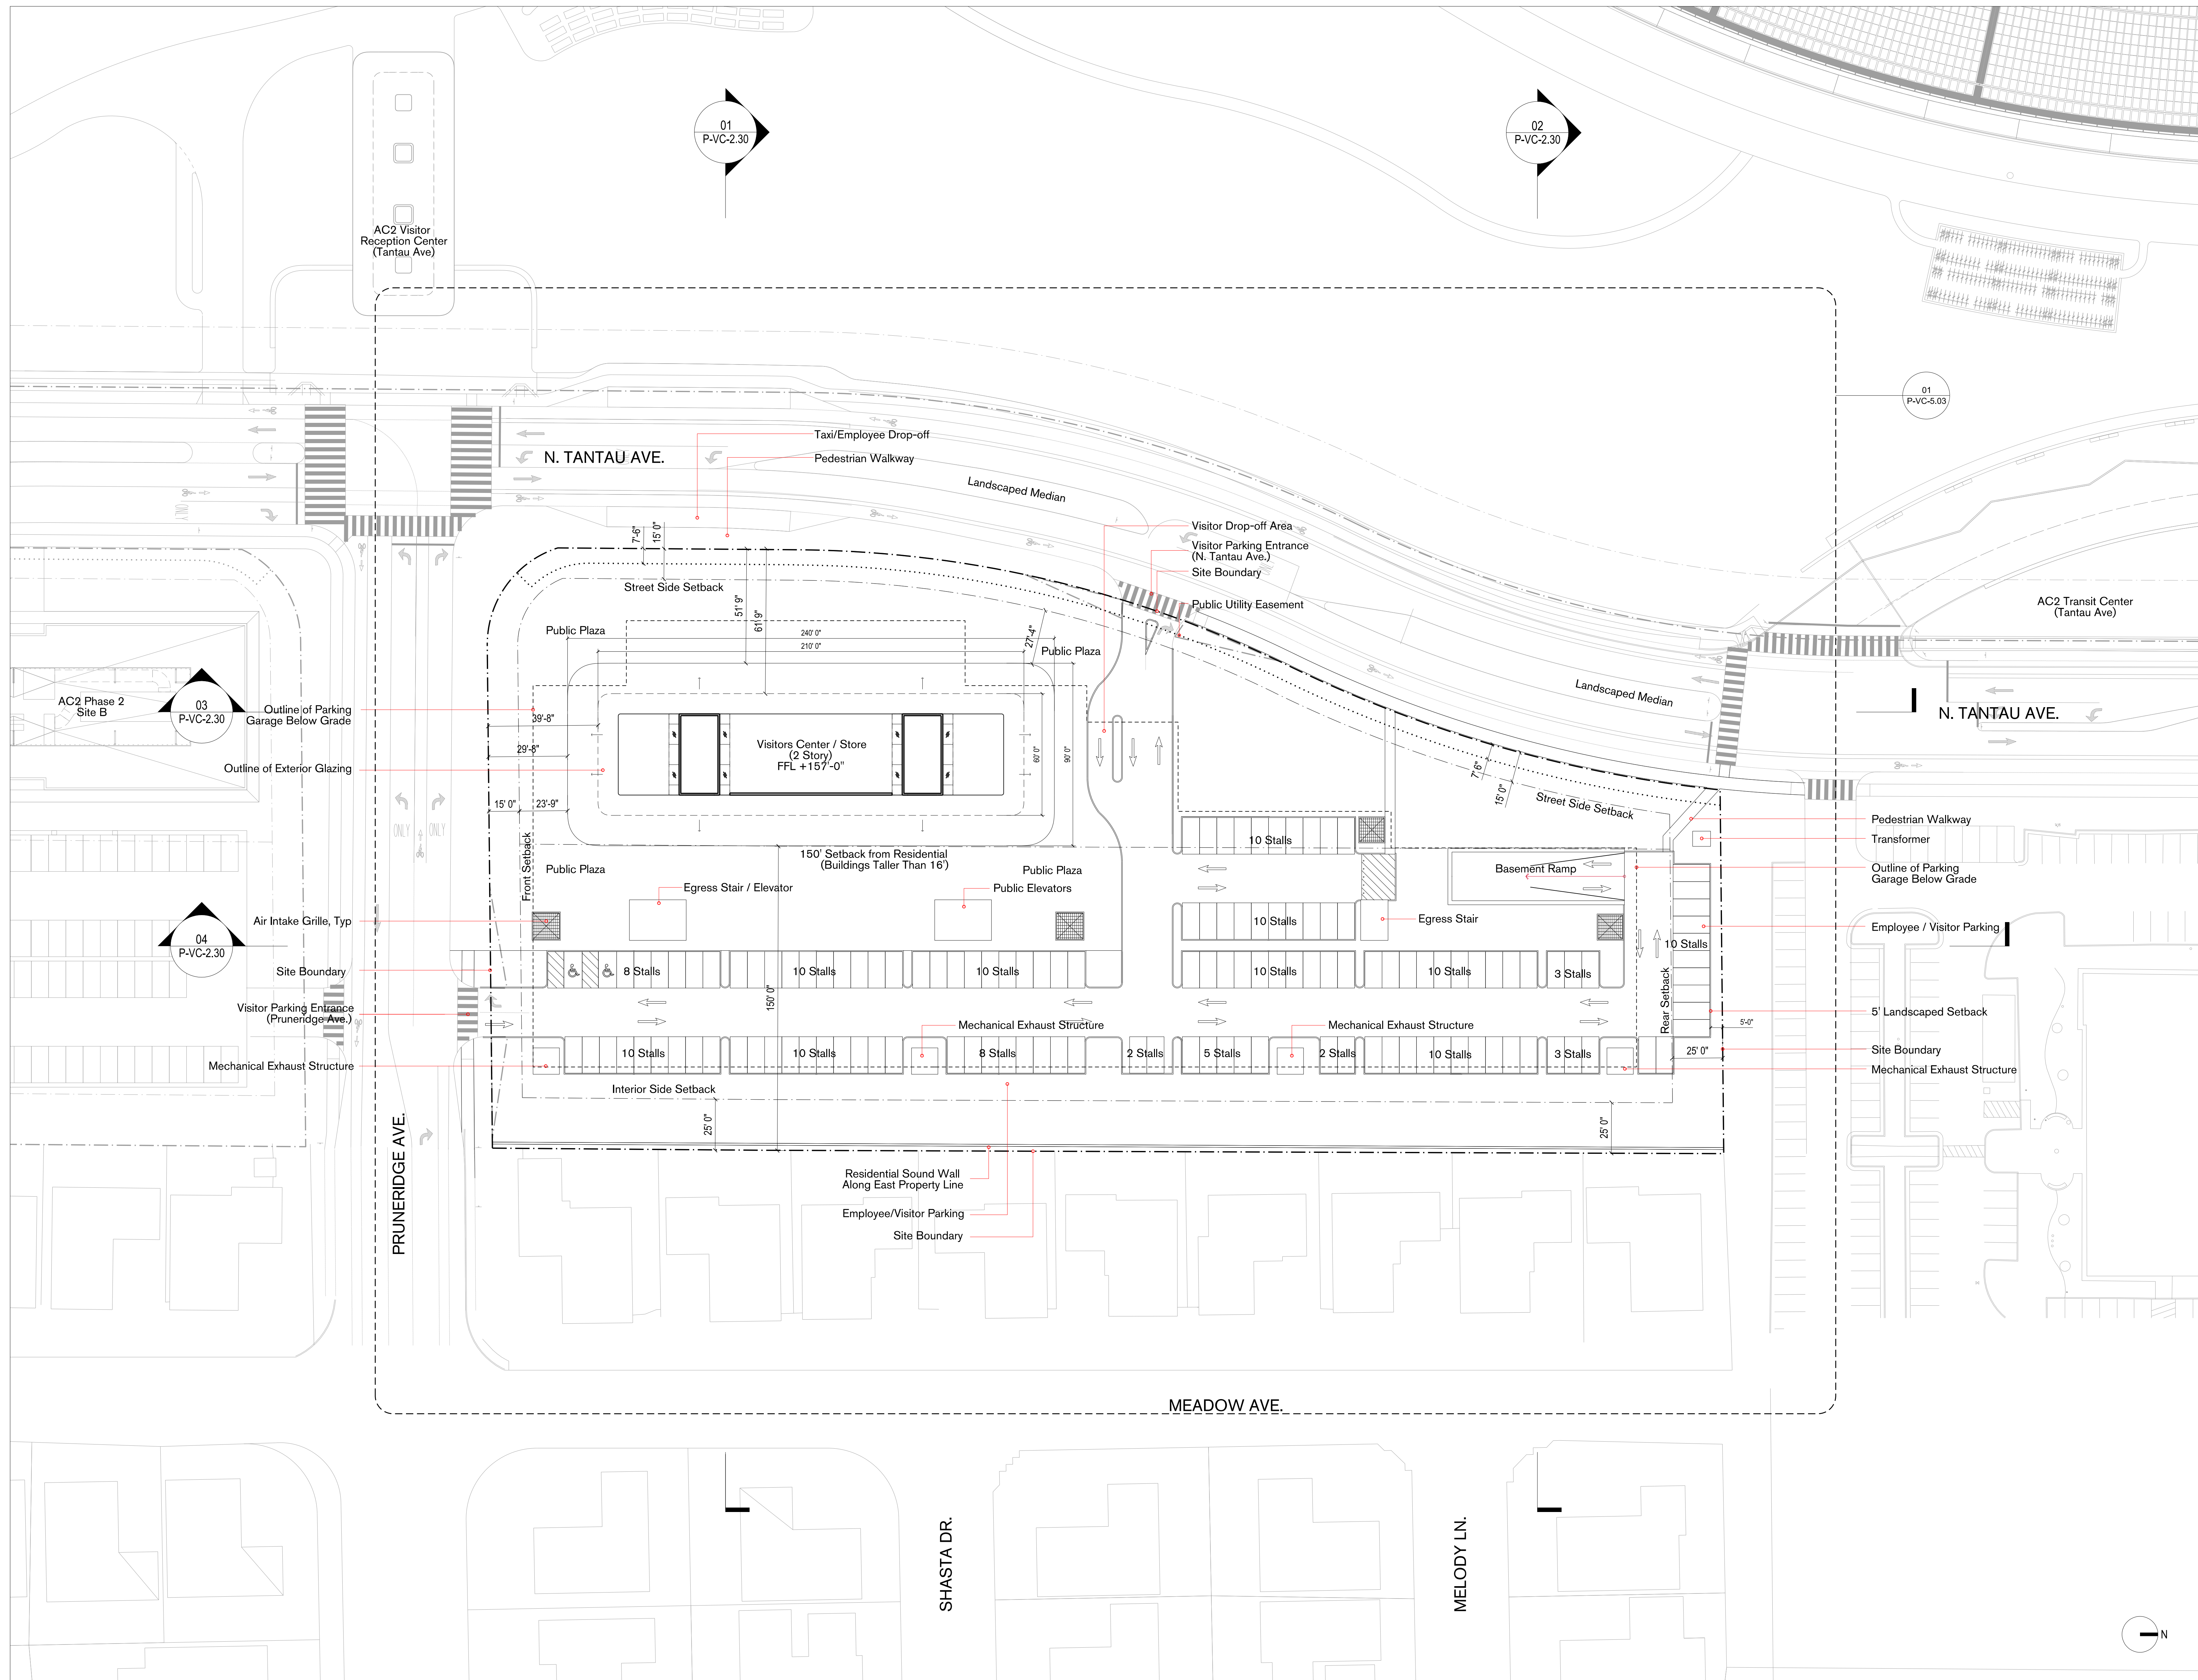 01
P-VC-2.30
02
P-VC-2.30
AC2 Visitor
Reception Center
(Tantau Ave)
01
P-VC-5.03
Taxi/Employee Drop-off
N. TANTAU AVE.
Pedestrian Walkway
Landscaped Median
ONLY
7'-6"
15' 0"
Visitor Drop-off Area
Visitor Parking Entrance
(N. Tantau Ave.)
Site Boundary
Street Side Setback
Public Utility Easement
AC2 Transit Center
(Tantau Ave)
51' 9"
61' 9"
27'-4"
Public Plaza
240' 0"
210' 0"
Public Plaza
Landscaped Median
AC2 Phase 2
Site B
03
P-VC-2.30
Outline of Parking
Garage Below Grade
39'-8"
N. TANTAU AVE.
29'-8"
Visitors Center / Store
(2 Story)
FFL +157'-0"
60' 0"
90' 0"
Outline of Exterior Glazing
7' 6"
15' 0"
Street Side Setback
15' 0"
23'-9"
Pedestrian Walkway
Transformer
ONLY
ONLY
Front Setback
10 Stalls
150' Setback from Residential
(Buildings Taller Than 16')
Public Plaza
Public Plaza
Basement Ramp
Outline of Parking
Garage Below Grade
Egress Stair / Elevator
Public Elevators
Air Intake Grille, Typ
10 Stalls
Egress Stair
Employee / Visitor Parking
04
P-VC-2.30
10 Stalls
Site Boundary
8 Stalls
10 Stalls
10 Stalls
10 Stalls
10 Stalls
3 Stalls
150' 0"
Rear Setback
Visitor Parking Entrance
(Pruneridge Ave.)
5' Landscaped Setback
5'-0"
Mechanical Exhaust Structure
Mechanical Exhaust Structure
10 Stalls
10 Stalls
8 Stalls
2 Stalls
5 Stalls
2 Stalls
10 Stalls
3 Stalls
25' 0"
Site Boundary
Mechanical Exhaust Structure
Mechanical Exhaust Structure
Interior Side Setback
25' 0"
25' 0"
PRUNERIDGE AVE.
Residential Sound Wall
Along East Property Line
Employee/Visitor Parking
Site Boundary
MEADOW AVE.
SHASTA DR.
MELODY LN.
N